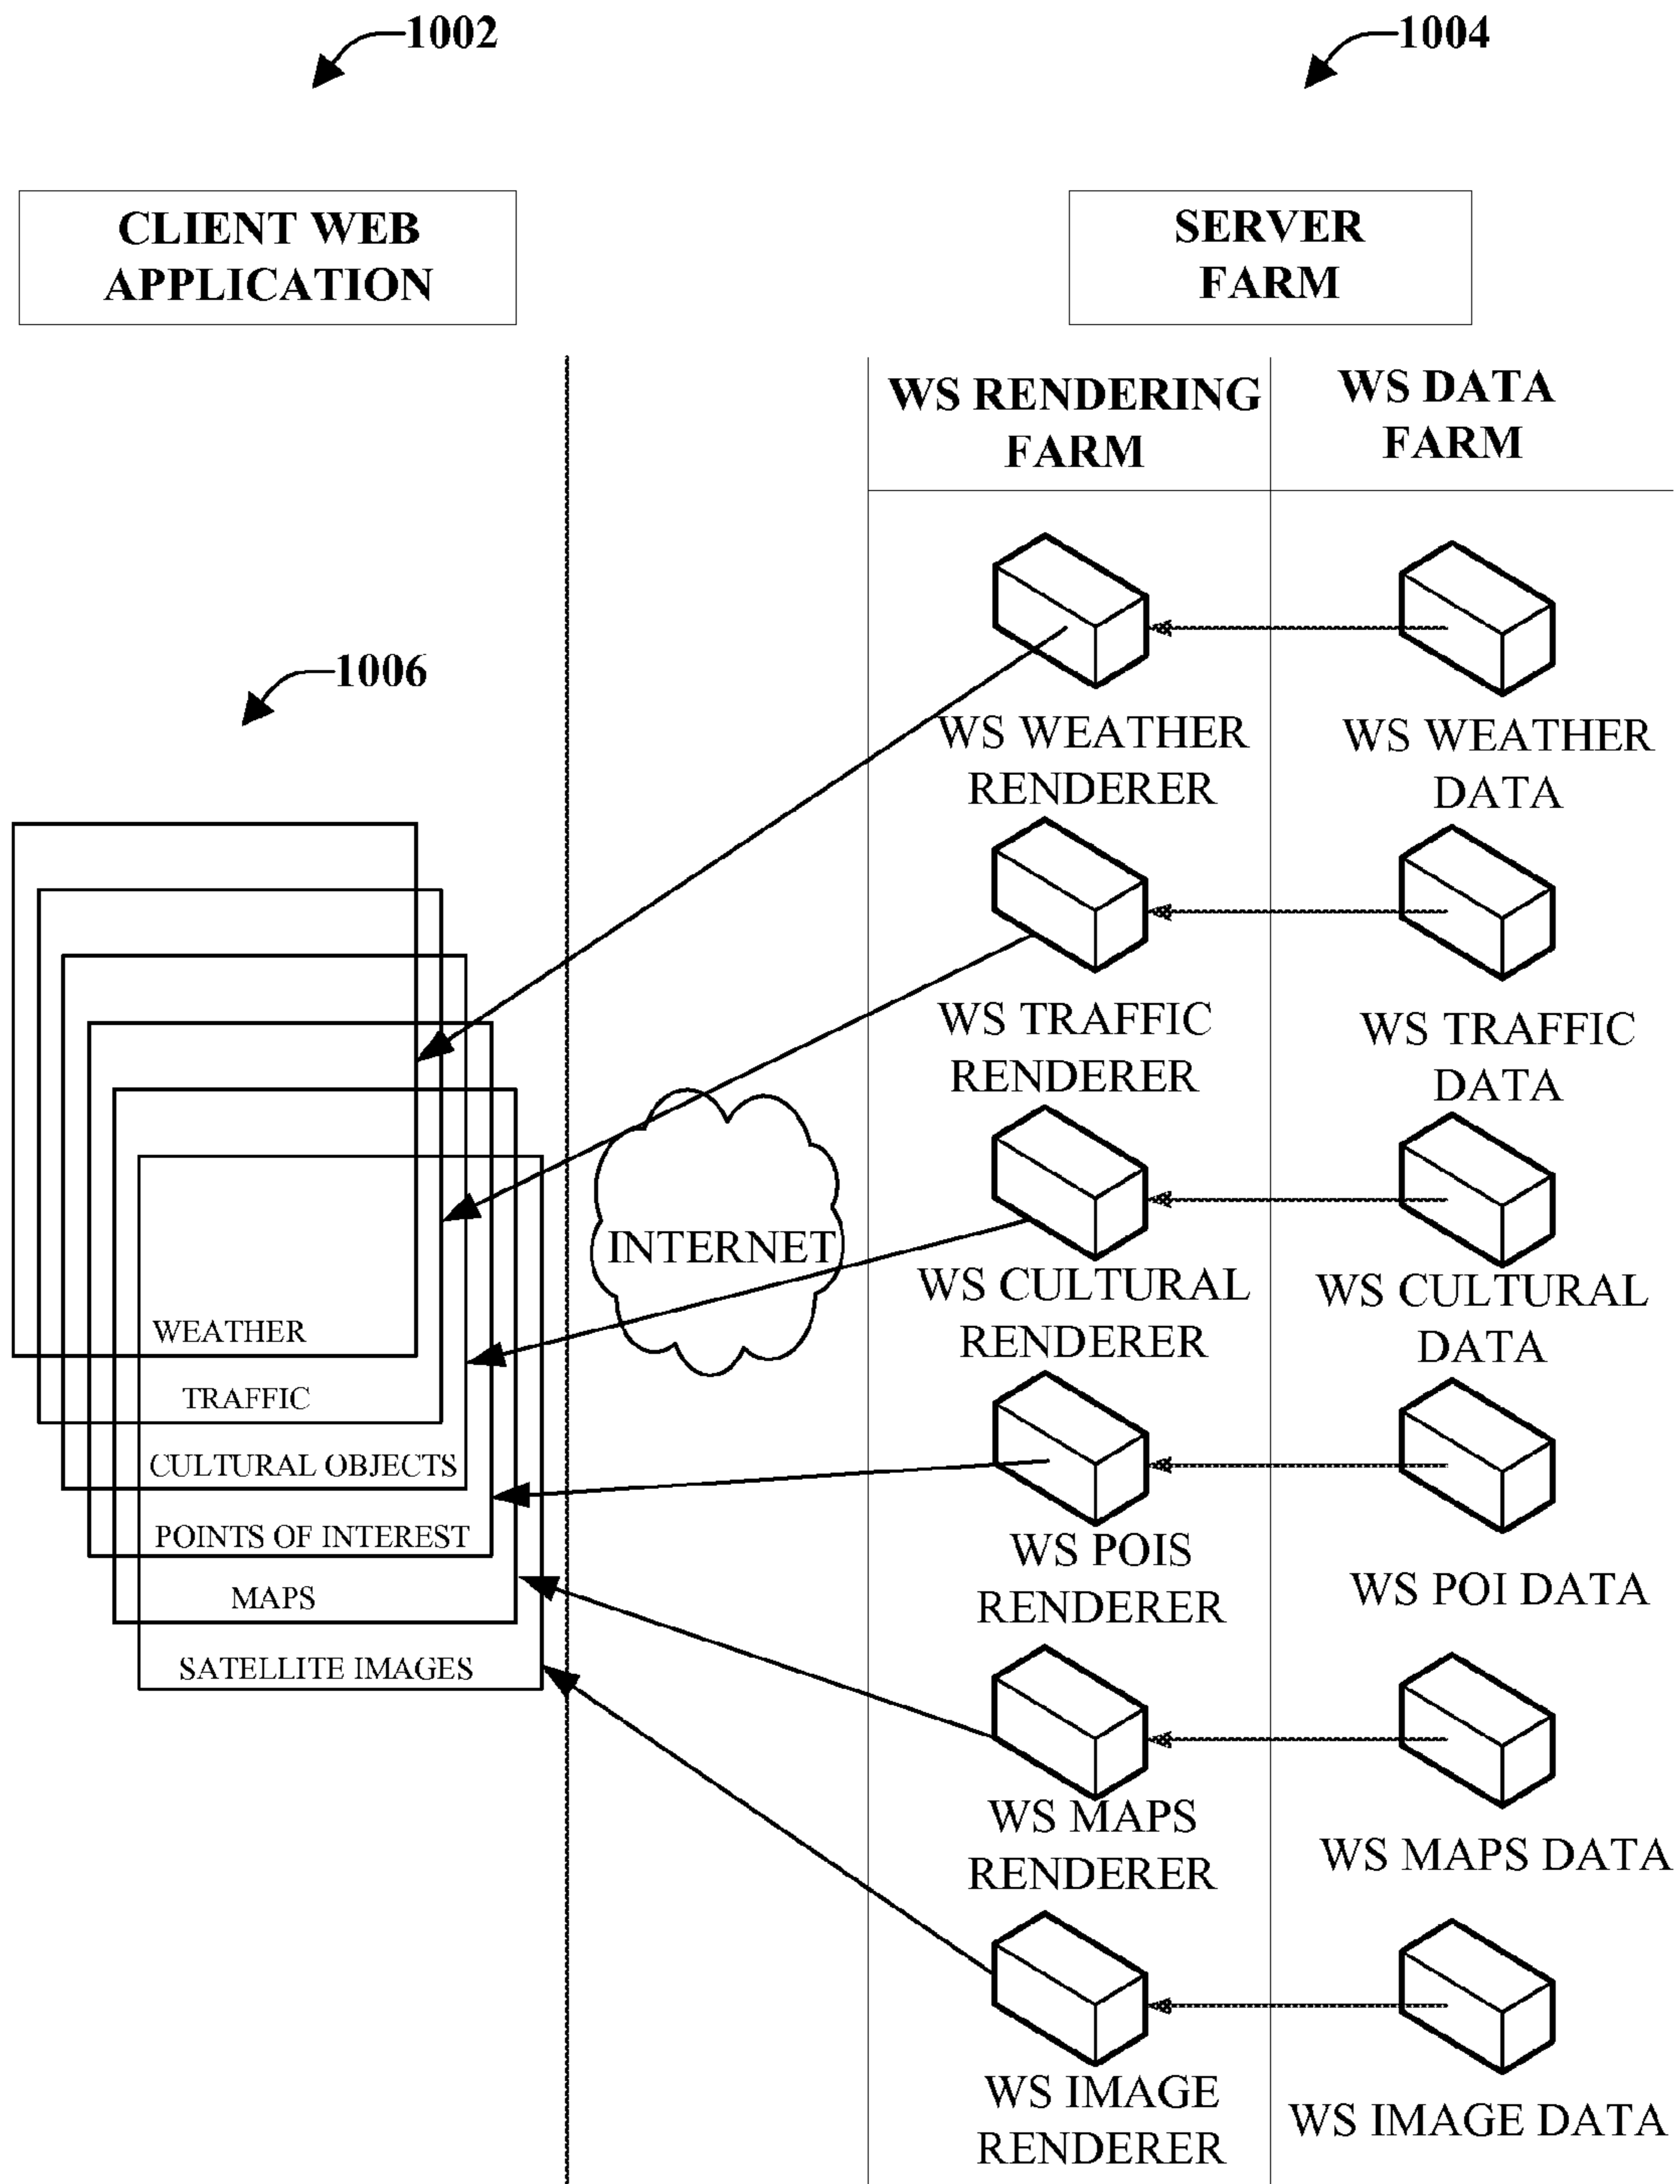 1002
1004
CLIENT WEB
APPLICATION
SERVER
FARM
WS RENDERING
FARM
WS DATA
FARM
1006
WS WEATHER
RENDERER
WS WEATHER
DATA
WS TRAFFIC
RENDERER
WS TRAFFIC
DATA
INTERNET
WS CULTURAL
RENDERER
WS CULTURAL
DATA
WEATHER
TRAFFIC
CULTURAL OBJECTS
POINTS OF INTEREST
MAPS
SATELLITE IMAGES
WS POIS
RENDERER
WS POI DATA
WS MAPS
RENDERER
WS MAPS DATA
WS IMAGE
RENDERER
WS IMAGE DATA